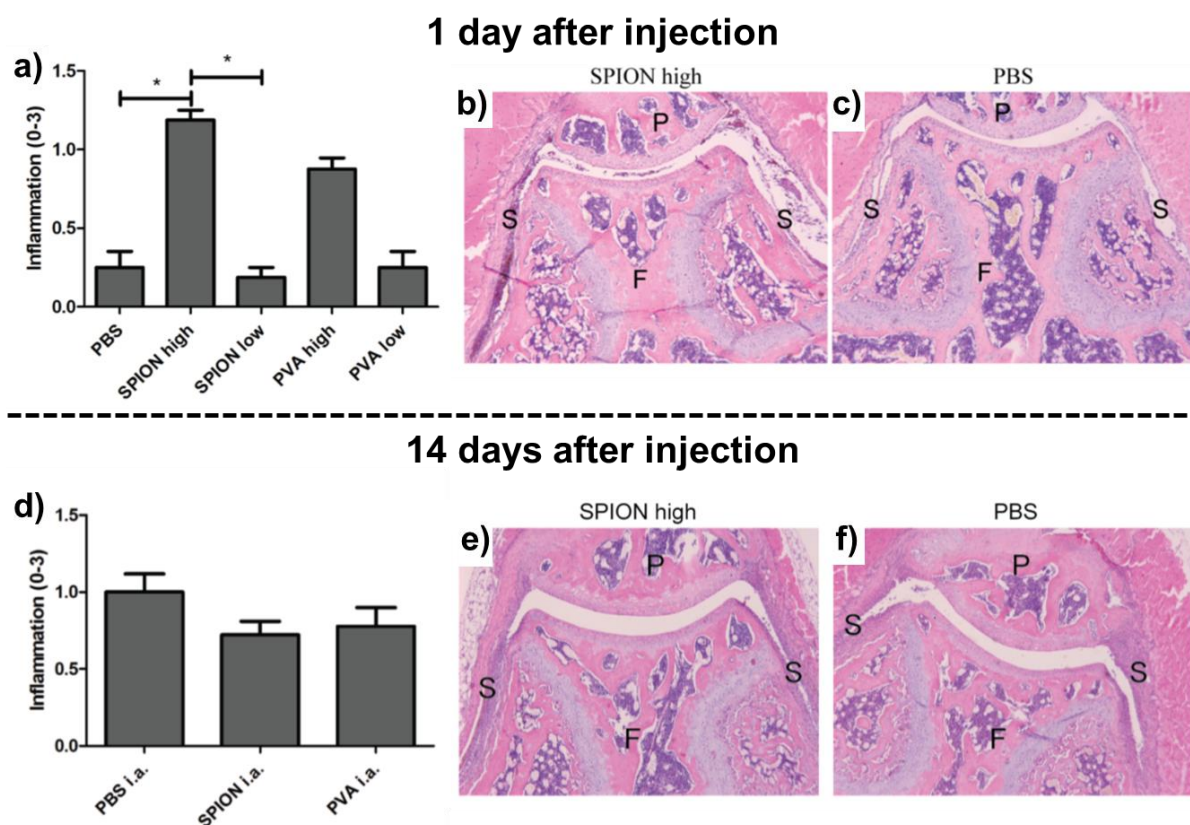 1 day after injection
a)
Inflammation (0-3)
1.5
1.0
0.5
0.0
*
*
PBS
SPION high
SPION low
PVA high
PVA low
SPION high
b)
P
S
S
F
PBS
c)
P
S
S
F
14 days after injection
d)
Inflammation (0-3)
1.5
1.0
0.5
0.0
PBS i.a.
SPION i.a.
PVA i.a.
SPION high
e)
P
S
S
F
PBS
f)
P
S
S
F